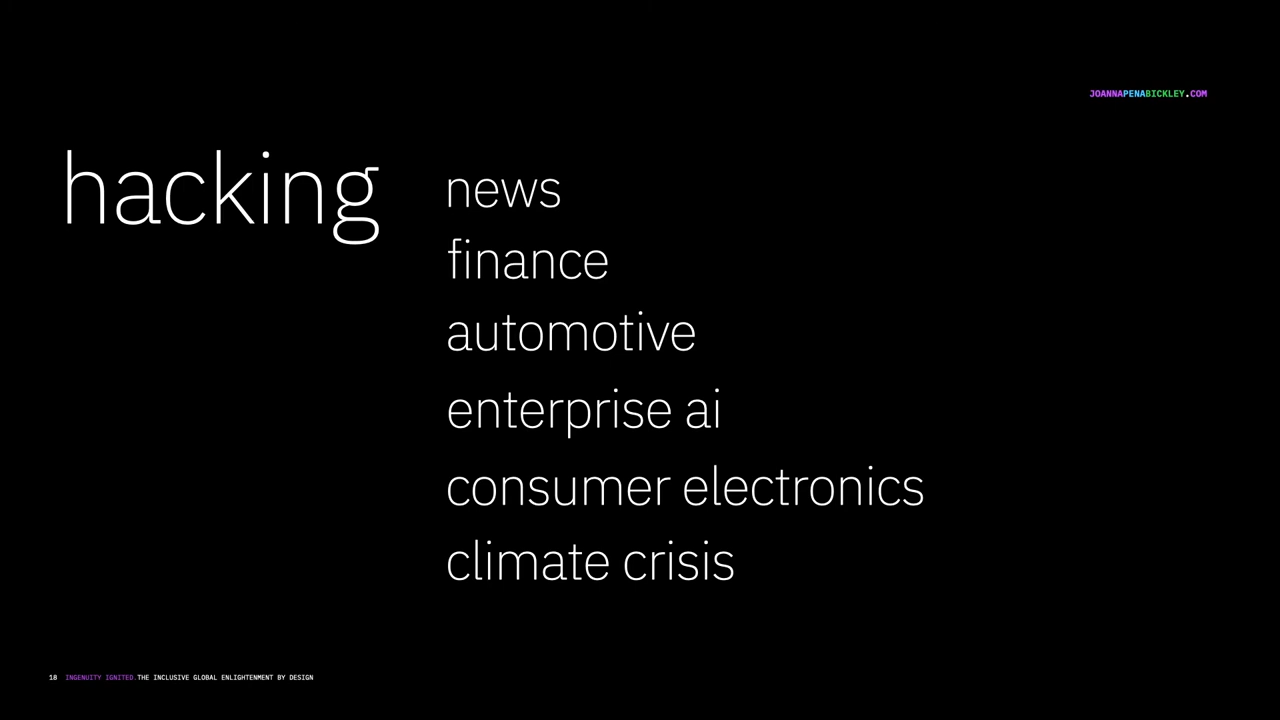 JOANNAPENABICKLEY.COM
hacking
news
finance
automotive
enterprise ai
consumer electronics
climate crisis
18 INGENUITY IGNITED.THE INCLUSIVE GLOBAL ENLIGHTENMENT BY DESIGN